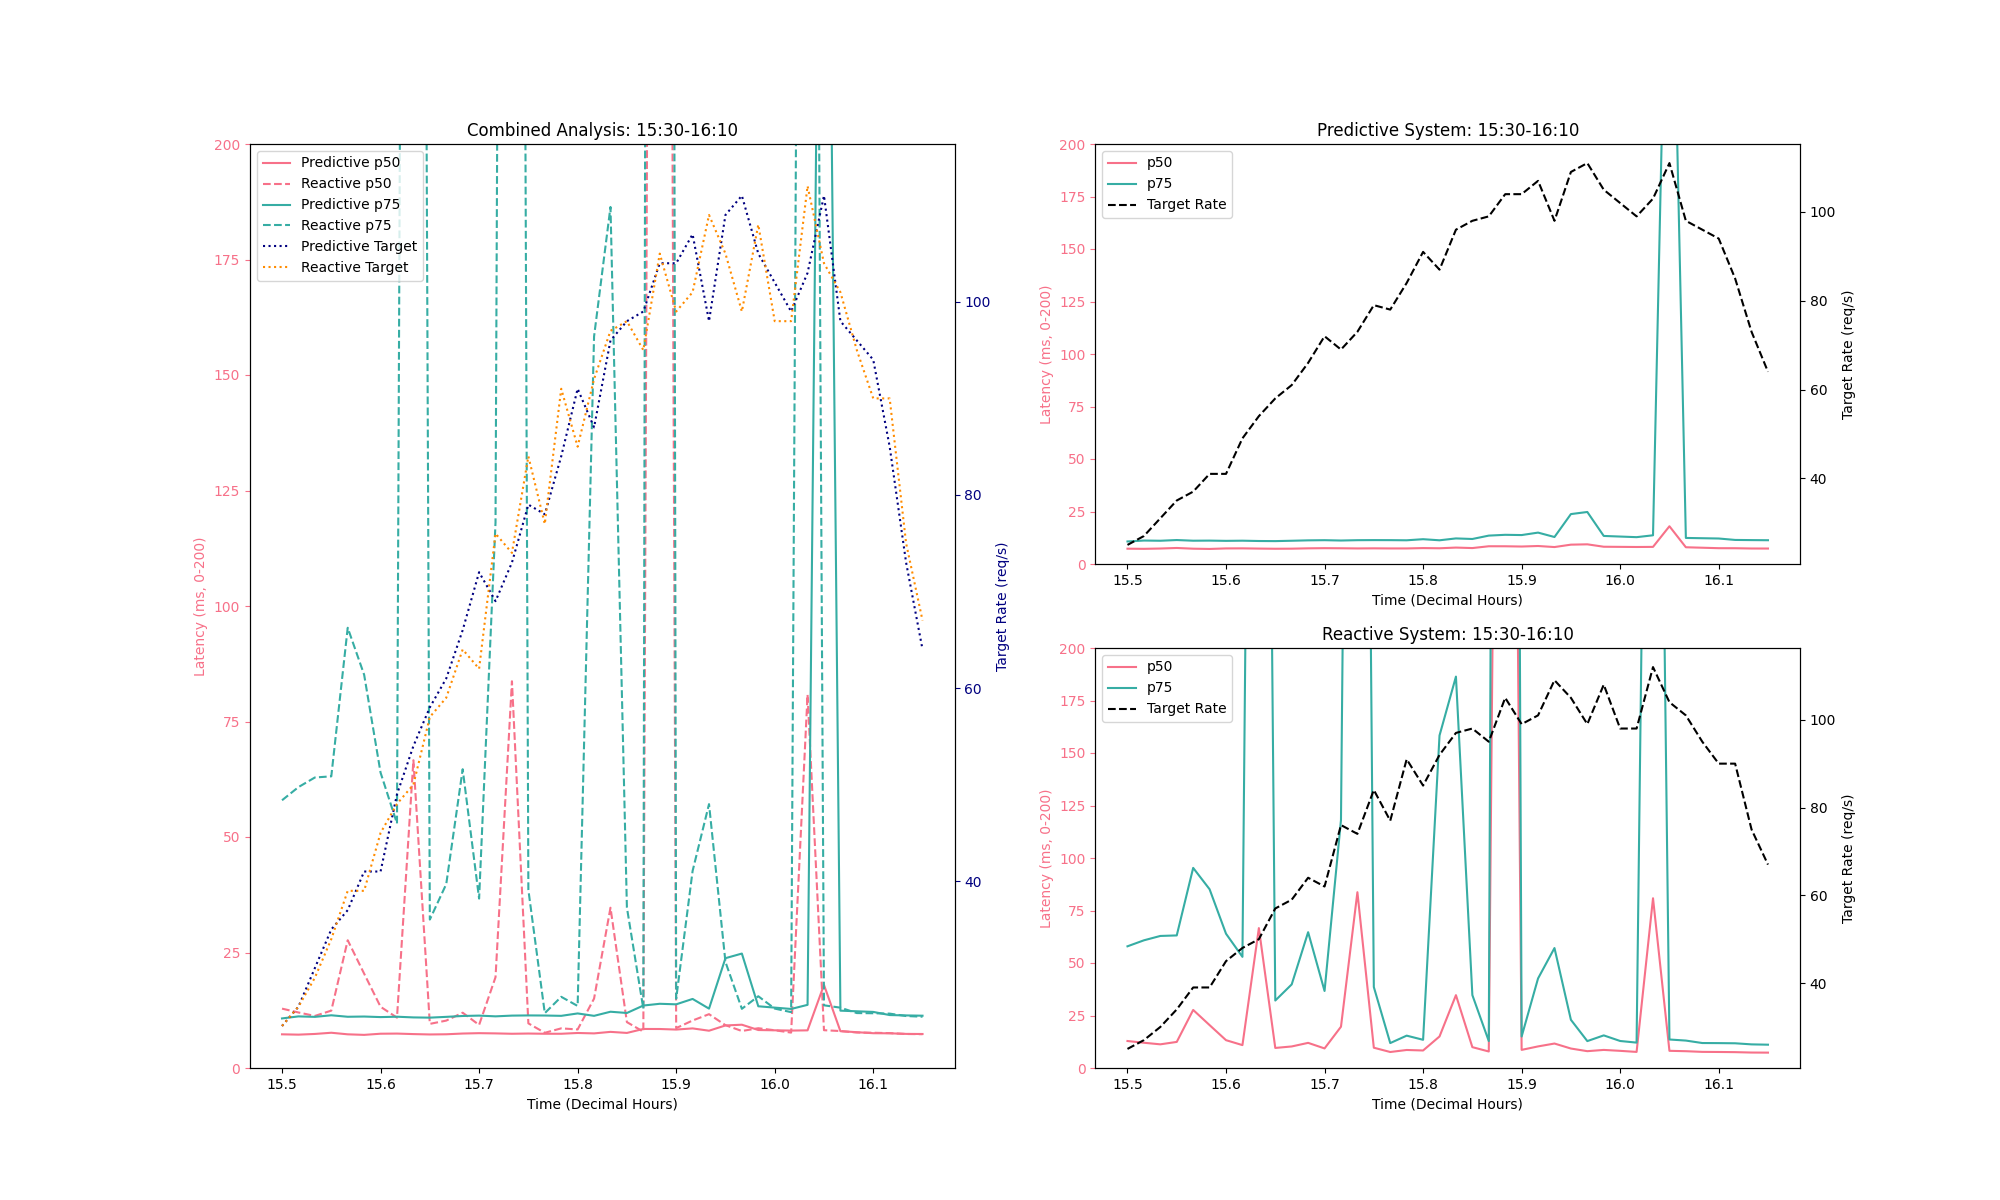 Combined Analysis: 15:30-16:10
Predictive p50
Reactive p50
Predictive p75
Reactive p75
Predictive Target
Reactive Target
200
175
150
125
100
75
50
25
0
Latency (ms, 0-200)
100
80
60
40
Target Rate (req/s)
15.5 15.6 15.7 15.8 15.9 16.0 16.1
Time (Decimal Hours)
Predictive System: 15:30-16:10
p50
p75
Target Rate
200
175
150
125
100
75
50
25
0
Latency (ms, 0-200)
100
80
60
40
Target Rate (req/s)
15.5 15.6 15.7 15.8 15.9 16.0 16.1
Time (Decimal Hours)
Reactive System: 15:30-16:10
p50
p75
Target Rate
200
175
150
125
100
75
50
25
0
Latency (ms, 0-200)
100
80
60
40
Target Rate (req/s)
15.5 15.6 15.7 15.8 15.9 16.0 16.1
Time (Decimal Hours)